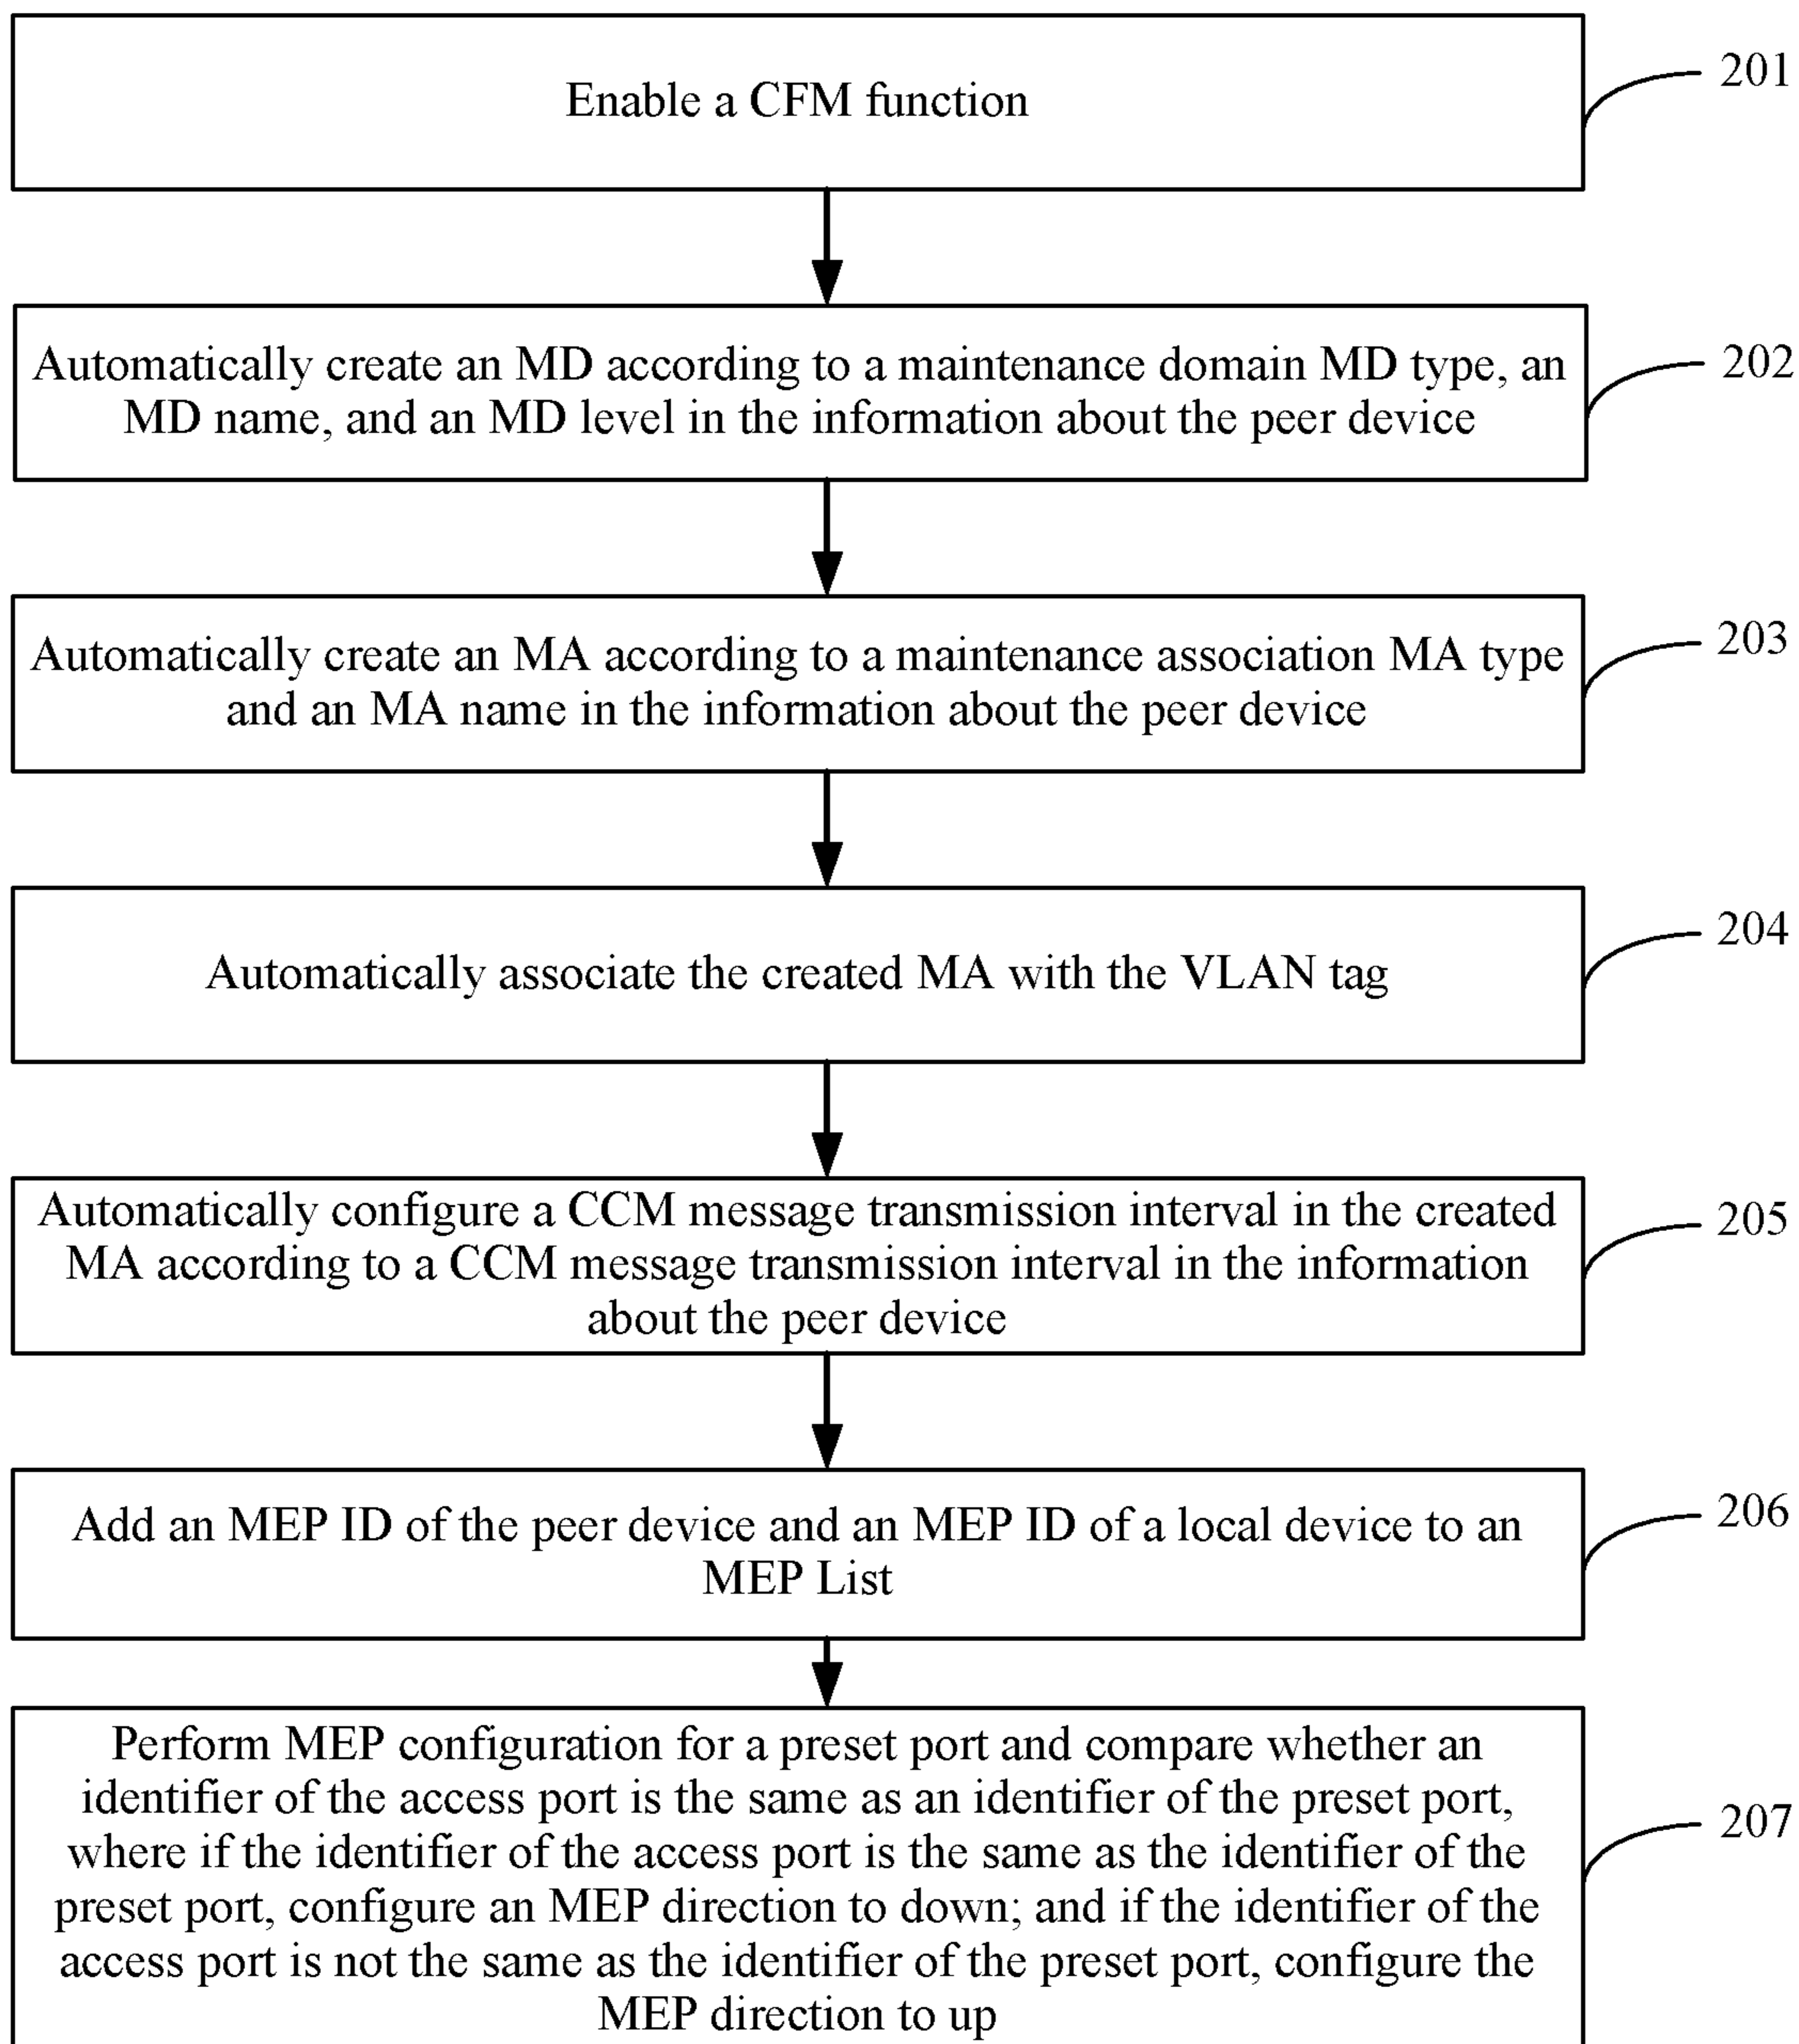 Enable a CFM function
201
Automatically create an MD according to a maintenance domain MD type, an
MD name, and an MD level in the information about the peer device
202
Automatically create an MA according to a maintenance association MA type
and an MA name in the information about the peer device
203
Automatically associate the created MA with the VLAN tag
204
Automatically configure a CCM message transmission interval in the created
MA according to a CCM message transmission interval in the information
about the peer device
205
Add an MEP ID of the peer device and an MEP ID of a local device to an
MEP List
206
Perform MEP configuration for a preset port and compare whether an
identifier of the access port is the same as an identifier of the preset port,
where if the identifier of the access port is the same as the identifier of the
preset port, configure an MEP direction to down; and if the identifier of the
access port is not the same as the identifier of the preset port, configure the
MEP direction to up
207